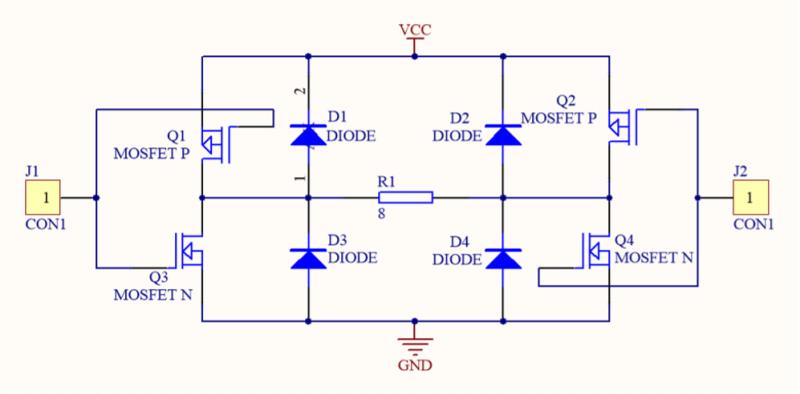 VCC
2
Q2
D1
D2
MOSFET P
Q1
DIODE
DIODE
MOSFET P
J1
1
R1
J2
1
1
CON1
8
CON1
D3
D4
Q4
DIODE
DIODE
MOSFET N
Q3
MOSFET N
GND